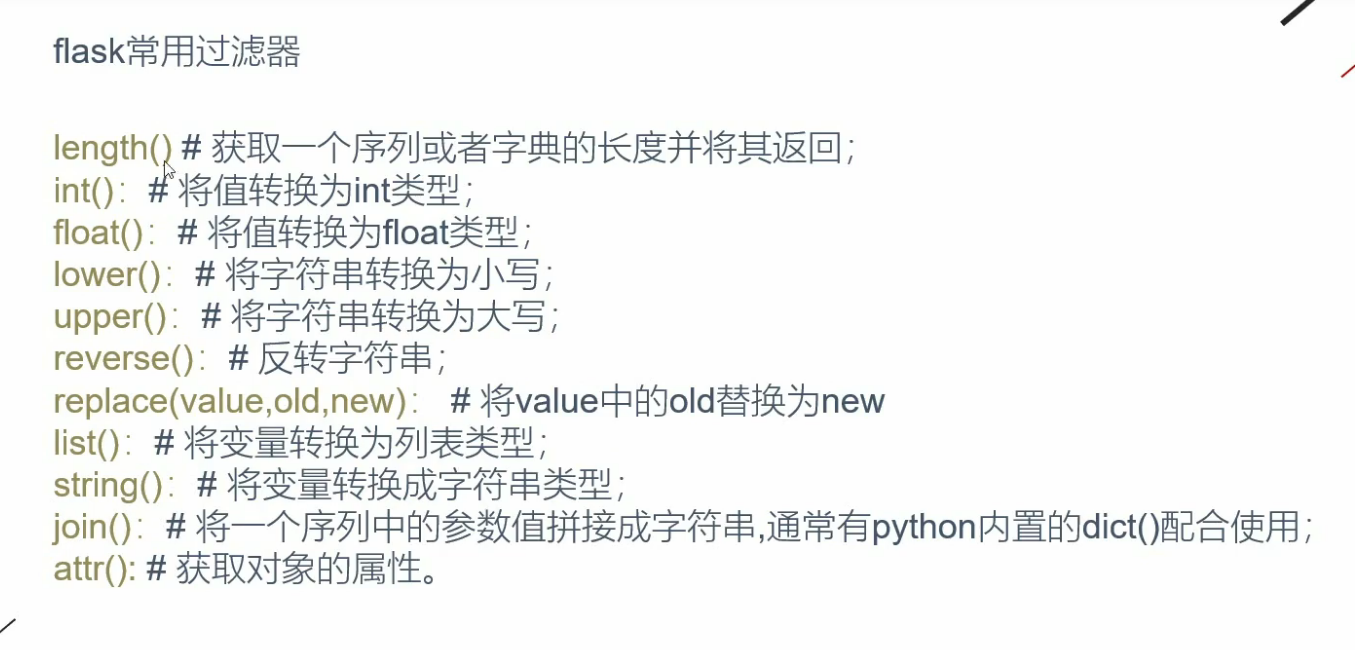 flask常用过滤器
length() # 获取一个序列或者字典的长度并将其返回；
int()： # 将值转换为int类型；
float()： # 将值转换为float类型；
lower()： # 将字符串转换为小写；
upper()： # 将字符串转换为大写；
reverse()： # 反转字符串；
replace(value,old,new)： # 将value中的old替换为new
list()： # 将变量转换为列表类型；
string()： # 将变量转换成字符串类型；
join()： # 将一个序列中的参数值拼接成字符串,通常有python内置的dict()配合使用；
attr(): # 获取对象的属性。